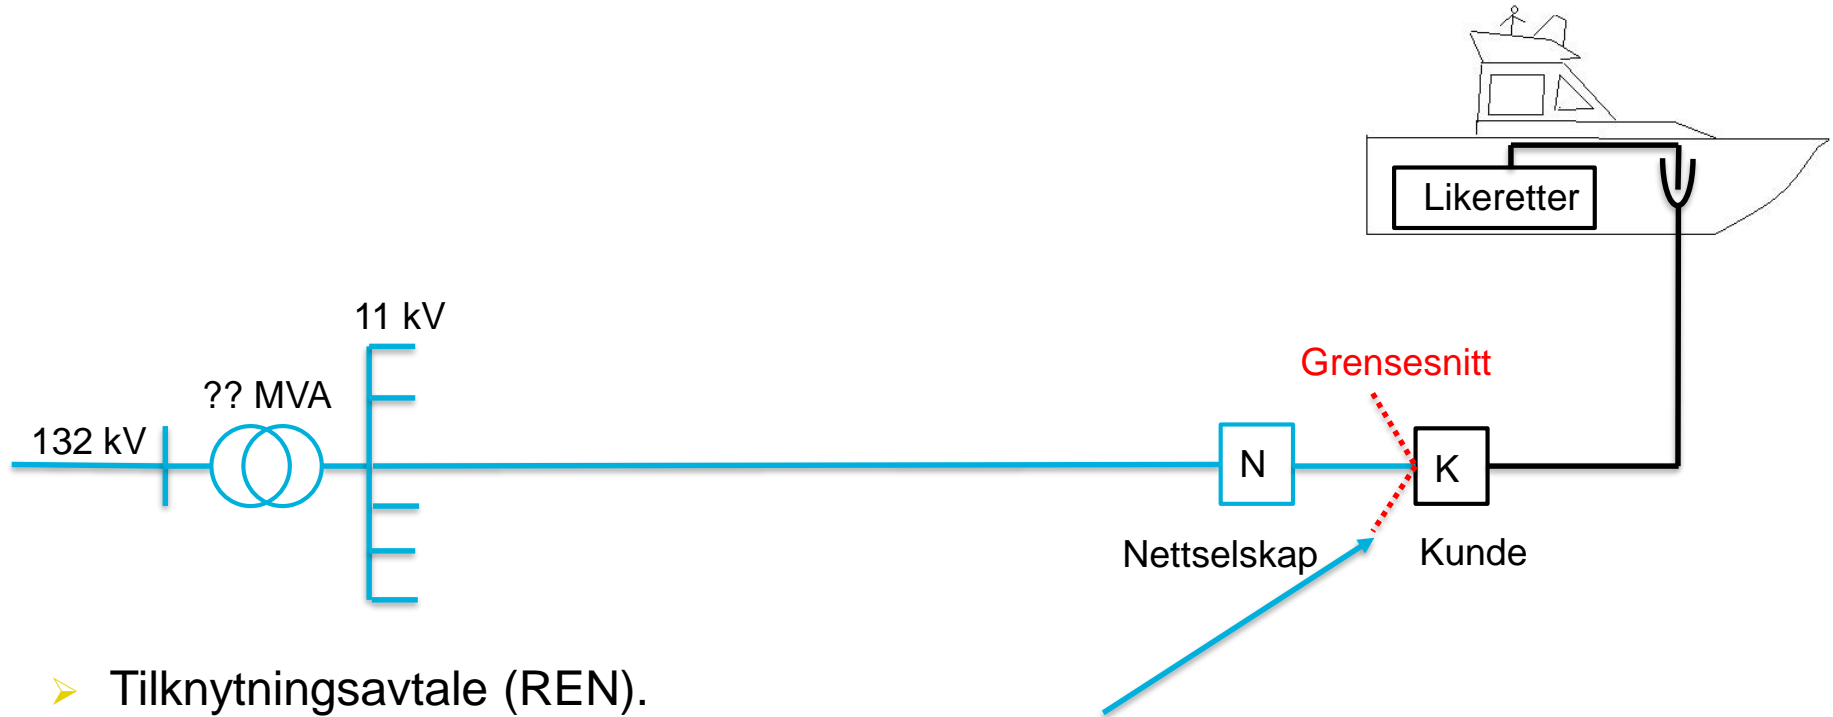 Likeretter
11 kV
Grensesnitt
?? MVA
132 kV
N
K
Nettselskap
Kunde
Tilknytningsavtale (REN).